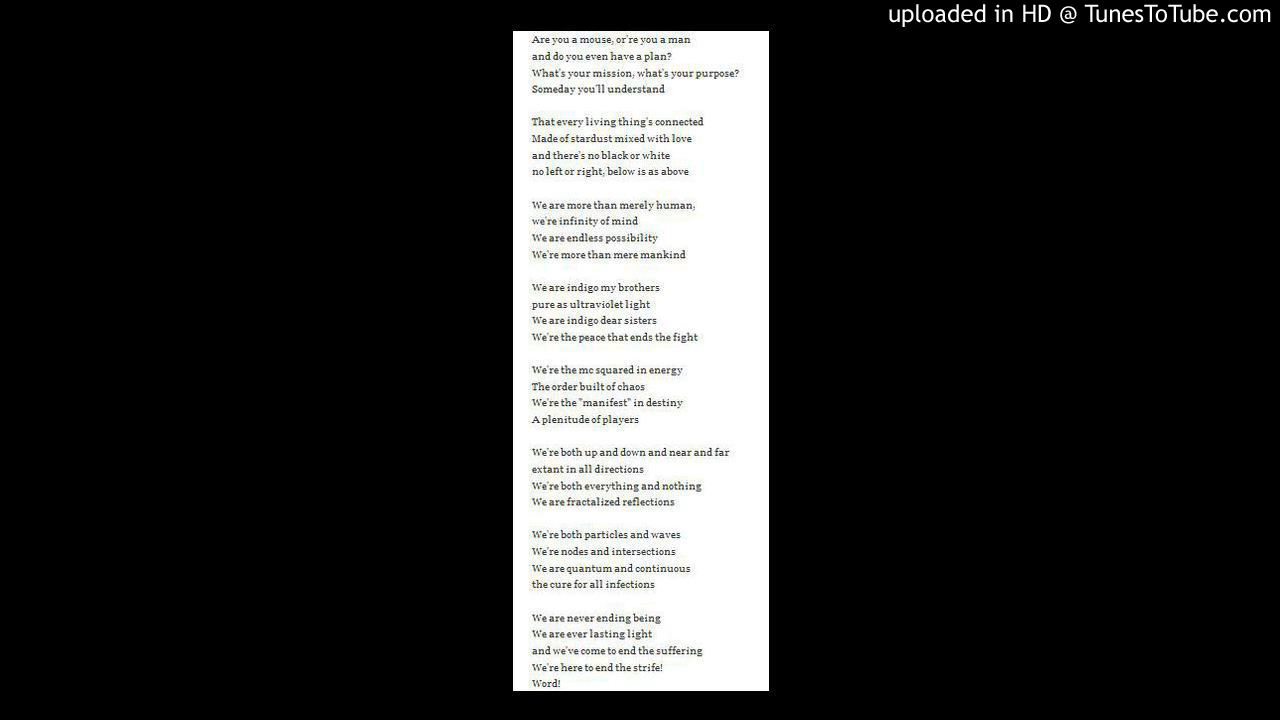 uploaded in HD @ TunesToTube.com
Are you a mouse, or're you a man
and do you even have a plan?
What's your mission, what's your purpose?
Someday you'll understand
That every living thing's connected
Made of stardust mixed with love
and there's no black or white
no left or right, below is as above
We are more than merely human,
we're infinity of mind
We are endless possibility
We're more than mere mankind
We are indigo my brothers
pure as ultraviolet light
We are indigo dear sisters
We're the peace that ends the fight
We're the mc squared in energy
The order built of chaos
We're the "manifest" in destiny
A plenitude of players
We're both up and down and near and far
extant in all directions
We're both everything and nothing
We are fractalized reflections
We're both particles and waves
We're nodes and intersections
We are quantum and continuous
the cure for all infections
We are never ending being
We are ever lasting light
and we've come to end the suffering
We're here to end the strife!
Word!